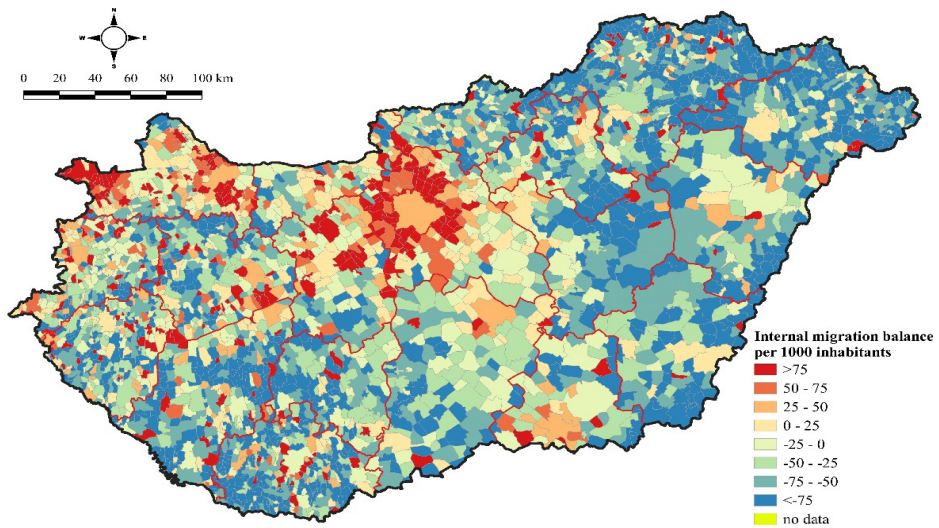 N
W E
S
0 20 40 60 80 100 km
Internal migration balance
per 1000 inhabitants
>75
50 - 75
25 - 50
0 - 25
-25 - 0
-50 - -25
-75 - -50
<-75
no data